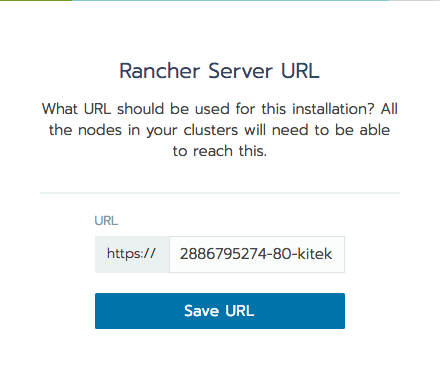 Rancher Server URL
What URL should be used for this installation? All
the nodes in your clusters will need to be able
to reach this.
URL
https:// 2886795274-80-kitek
Save URL